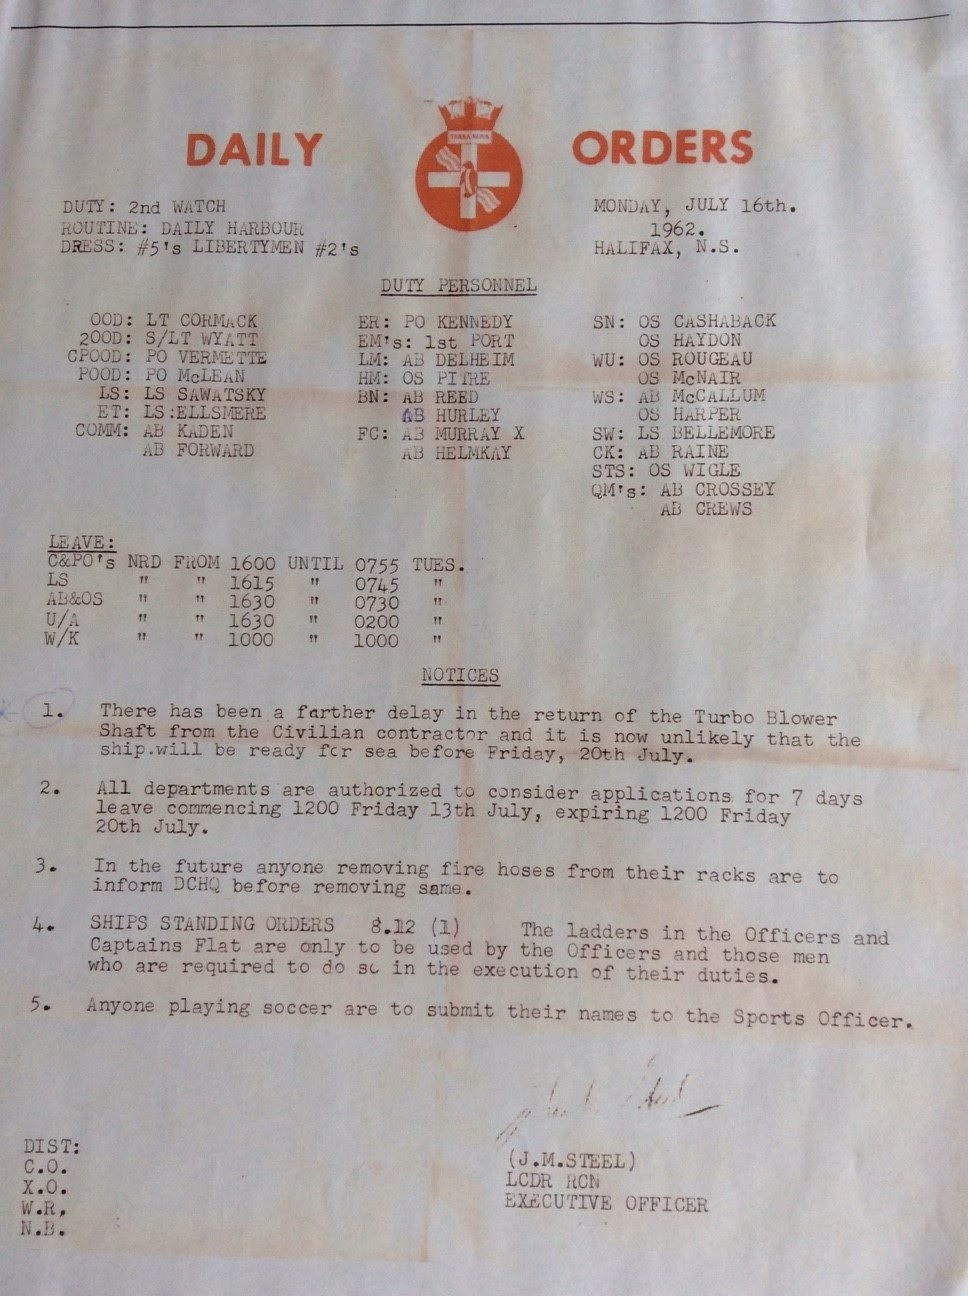 DAILY ORDERS
TERRA NOVA
DUTY: 2nd WATCH
ROUTINE: DAILY HARBOUR
DRESS: #5's LIBERTYMEN #2's
MONDAY, JULY 16th.
1962.
HALIFAX, N.S.
DUTY PERSONNEL
OOD: LT CORMACK
2OOD: S/LT WYATT
CPOOD: PO VERMETTE
POOD: PO McLEAN
LS: LS SAWATSKY
ET: LS:ELLSMERE
COMM: AB KADEN
AB FORWARD
ER: PO KENNEDY
EM's: 1st PORT
LM: AB DELHEIM
HM: OS PITRE
BN: AB REED
AB HURLEY
FC: AB MURRAY X
AB HELMKAY
SN: OS CASHABACK
OS HAYDON
WU: OS ROUGEAU
OS McNAIR
WS: AB McCALLUM
OS HARPER
SW: LS BELLEMORE
CK: AB RAINE
STS: OS WIGLE
QM's: AB CROSSEY
AB CREWS
LEAVE:
C&PO's NRD FROM 1600 UNTIL 0755 TUES.
LS " " 1615 " 0745 "
AB&OS " " 1630 " 0730 "
U/A " " 1630 " 0200 "
W/K " " 1000 " 1000 "
NOTICES
1. There has been a farther delay in the return of the Turbo Blower
Shaft from the Civilian contractor and it is now unlikely that the
ship.will be ready for sea before Friday, 20th July.
2. All departments are authorized to consider applications for 7 days
leave commencing 1200 Friday 13th July, expiring 1200 Friday
20th July.
3. In the future anyone removing fire hoses from their racks are to
inform DCHQ before removing same.
4. SHIPS STANDING ORDERS 8.12 (1) The ladders in the Officers and
Captains Flat are only to be used by the Officers and those men
who are required to do so in the execution of their duties.
5. Anyone playing soccer are to submit their names to the Sports Officer.
(J.M.STEEL)
LCDR RCN
EXECUTIVE OFFICER
DIST:
C.O.
X.O.
W.R.
N.B.